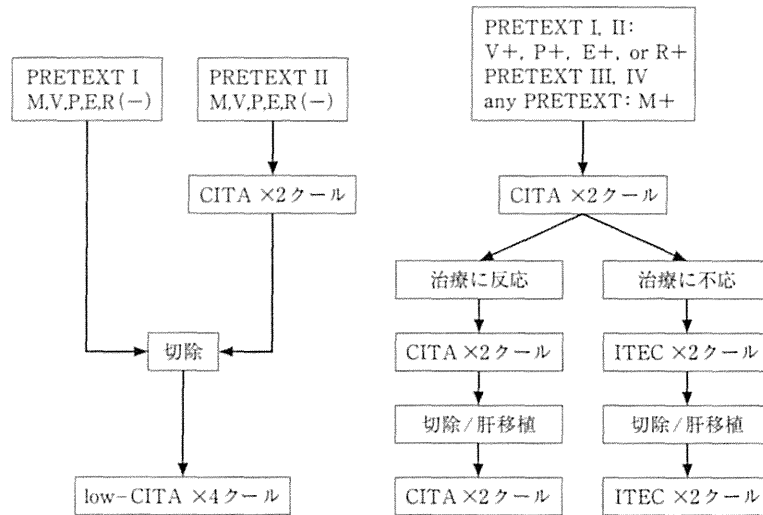 PRETEXT I
M,V,P,E,R(−)
PRETEXT II
M,V,P,E,R(−)
CITA ×2クール
切除
low-CITA ×4クール
PRETEXT I, II:
V+, P+, E+, or R+
PRETEXT III, IV
any PRETEXT: M+
CITA ×2クール
治療に反応
治療に不応
CITA ×2クール
ITEC ×2クール
切除/肝移植
切除/肝移植
CITA ×2クール
ITEC ×2クール